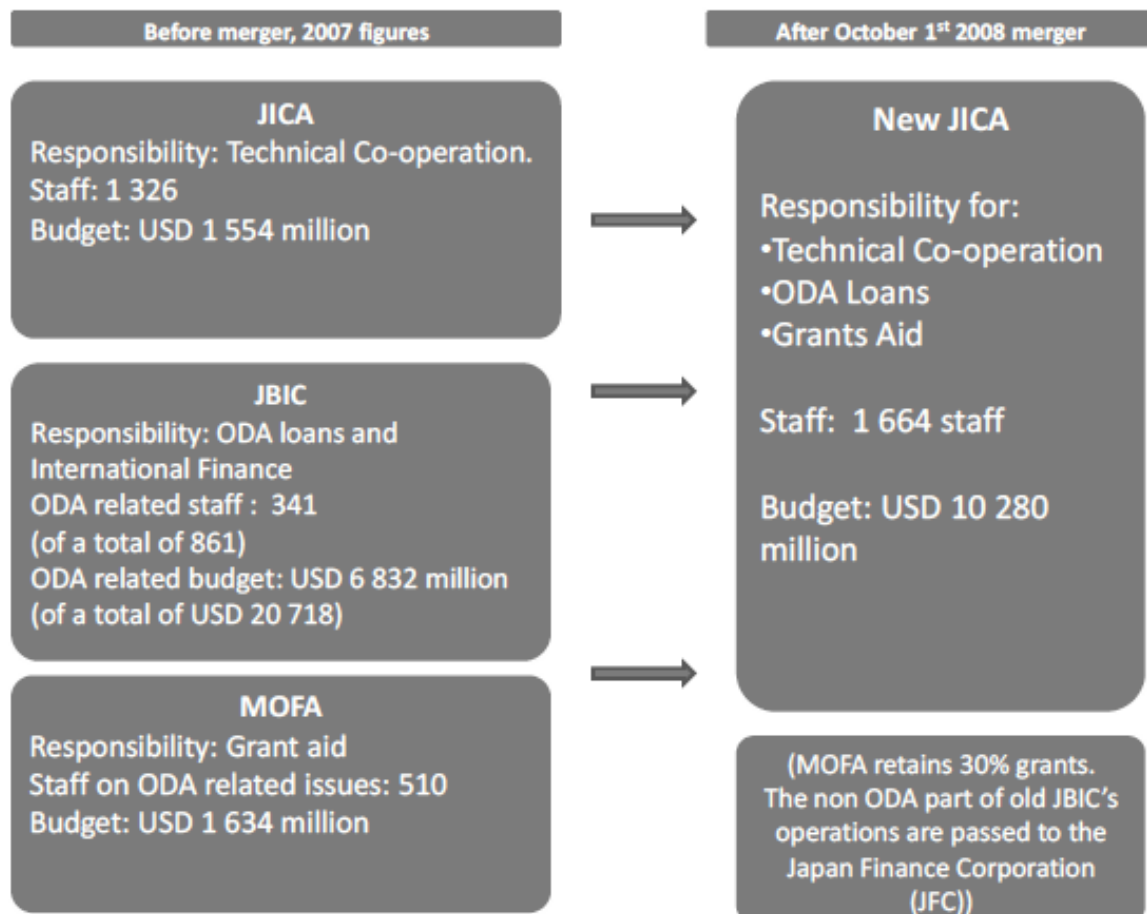 Before merger, 2007 figures
JICA
Responsibility: Technical Co-operation.
Staff: 1 326
Budget: USD 1 554 million
JBIC
Responsibility: ODA loans and
International Finance
ODA related staff :  341
(of a total of 861)
ODA related budget: USD 6 832 million
(of a total of USD 20 718)
MOFA
Responsibility: Grant aid
Staff on ODA related issues: 510
Budget: USD 1 634 million
After October 1st 2008 merger
New JICA
Responsibility for:
•Technical Co-operation
•ODA Loans
•Grants Aid
Staff:  1 664 staff
Budget: USD 10 280
million
(MOFA retains 30% grants.
The non ODA part of old JBIC’s
operations are passed to the
Japan Finance Corporation
(JFC))